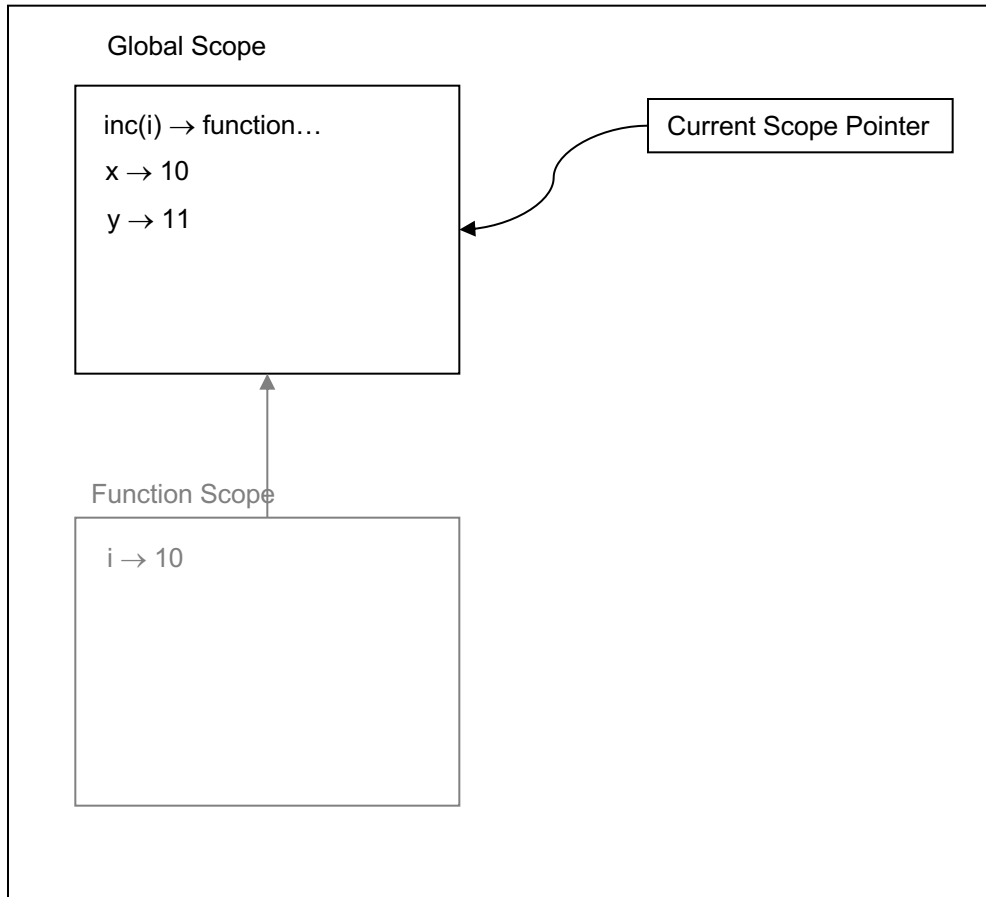 Global Scope
inc(i) → function…
Current Scope Pointer
x → 10
y → 11
Function Scope
i → 10